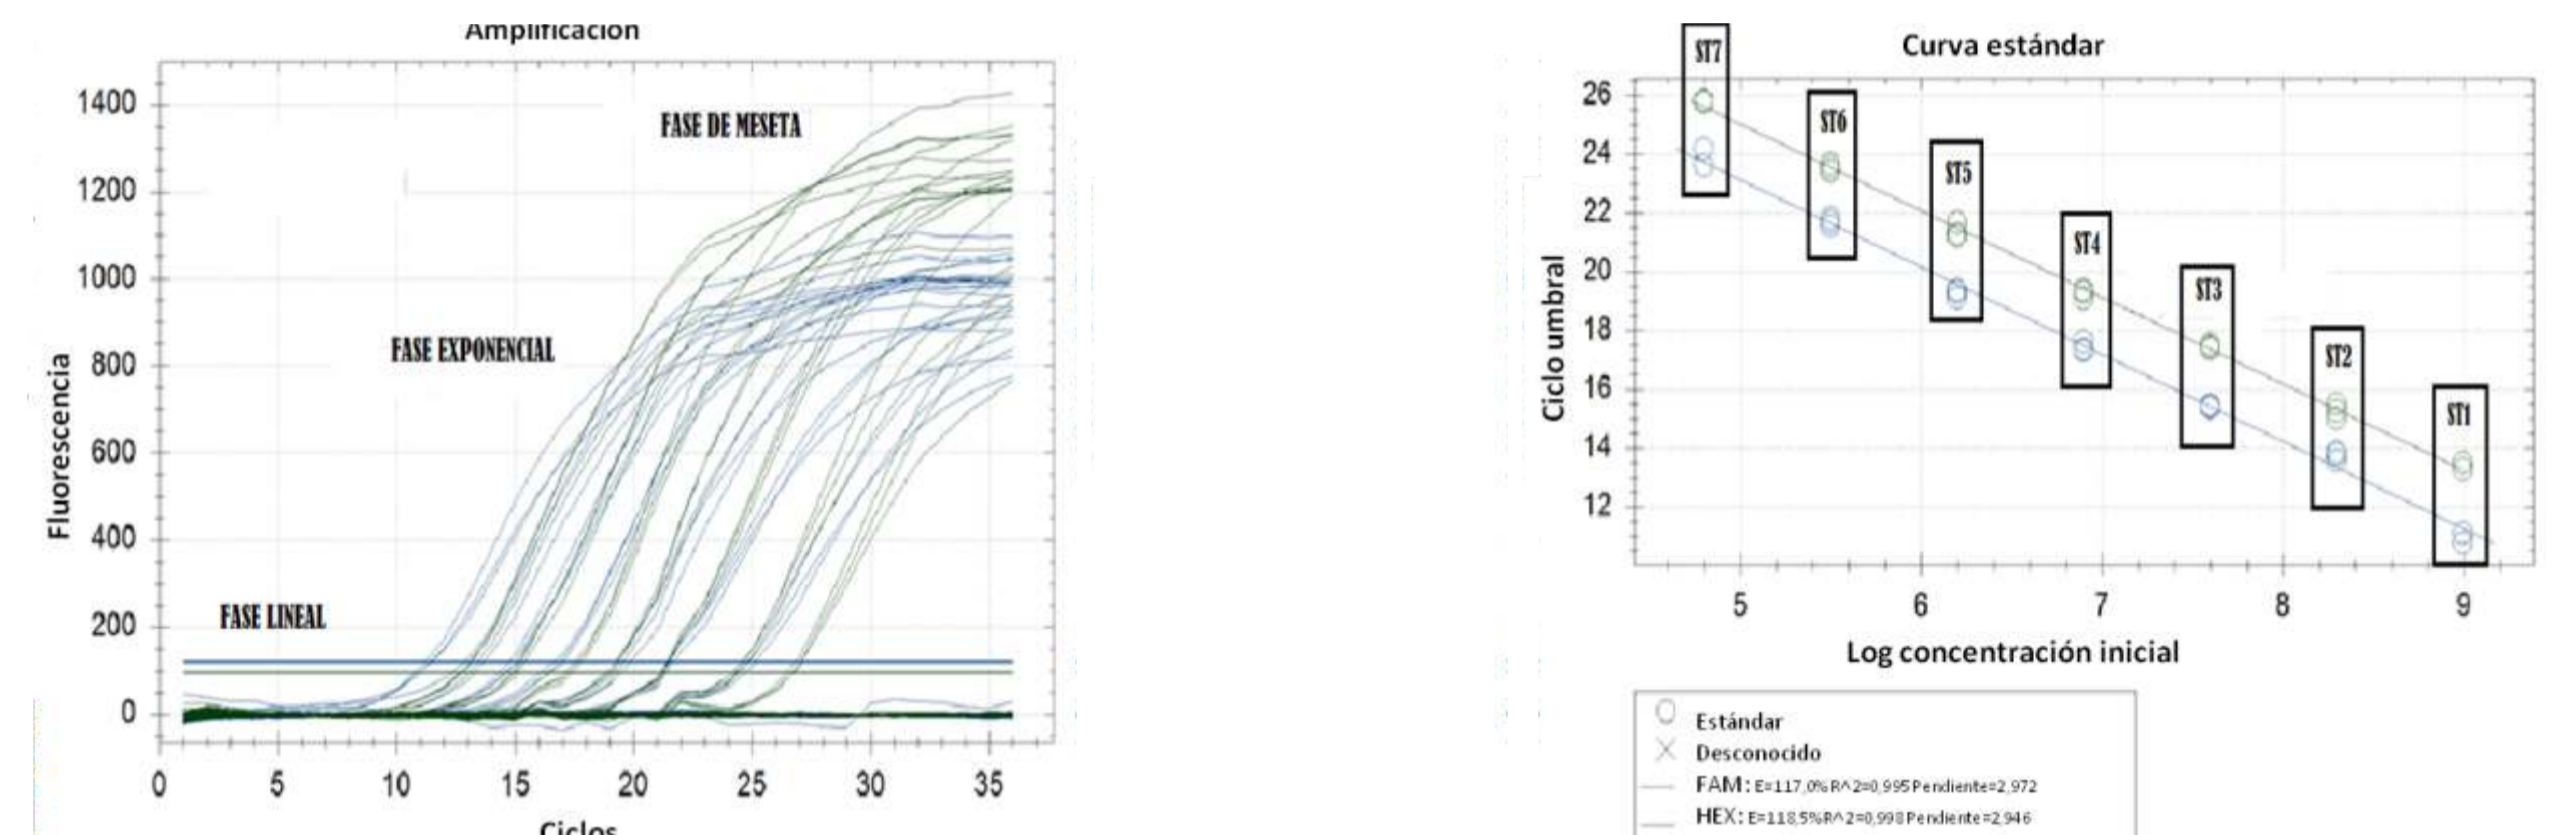 Amplificación
1400
FASE DE MESETA
1200
1000
FASE EXPONENCIAL
800
Fluorescencia
600
400
FASE LINEAL
200
0
0 5 10 15 20 25 30 35
Ciclos
Curva estándar
ST7
26
ST6
24
ST5
22
ST4
20
ST3
18
ST2
16
ST1
14
12
Ciclo umbral
5 6 7 8 9
Log concentración inicial
Estándar
Desconocido
FAM: E=117,0% R^2=0,995 Pendiente=2,972
HEX: E=118,5% R^2=0,998 Pendiente=2,946